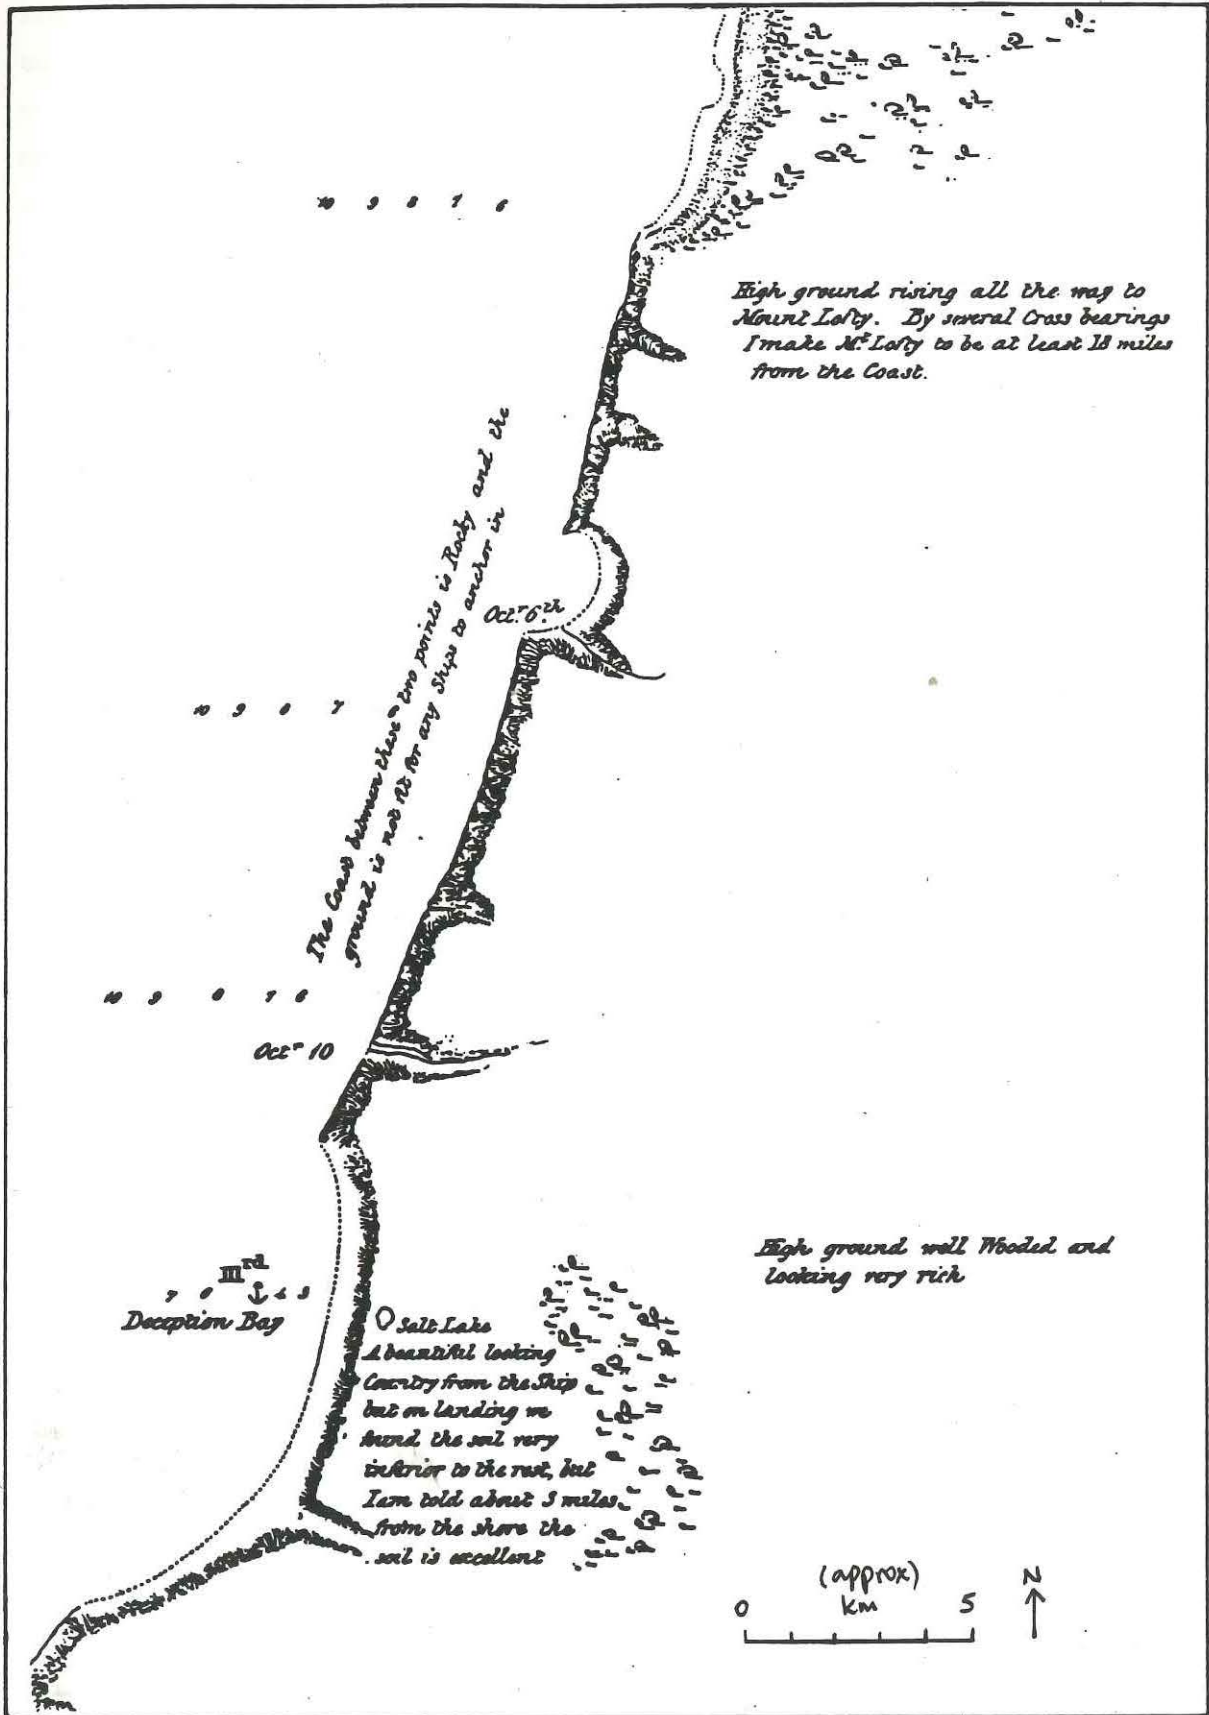 10 9 8 7 6
High ground rising all the way to
Mount Lofty. By several Cross bearings
I make Mt Lofty to be at least 18 miles
from the Coast.
The Coast between these two points is Rocky and the
ground is not fit for any Ships to anchor in
Octr 6th
10 9 8 7
10 9 8 7 6
Octr 10
High ground well Wooded and
looking very rich
IIIrd
7 6 5
Deception Bay
Salt Lake
A beautiful looking
Country from the Ship
but on landing we
found the soil very
inferior to the rest, but
I am told about 3 miles
from the shore the
soil is excellent
(approx)
0 km 5
N